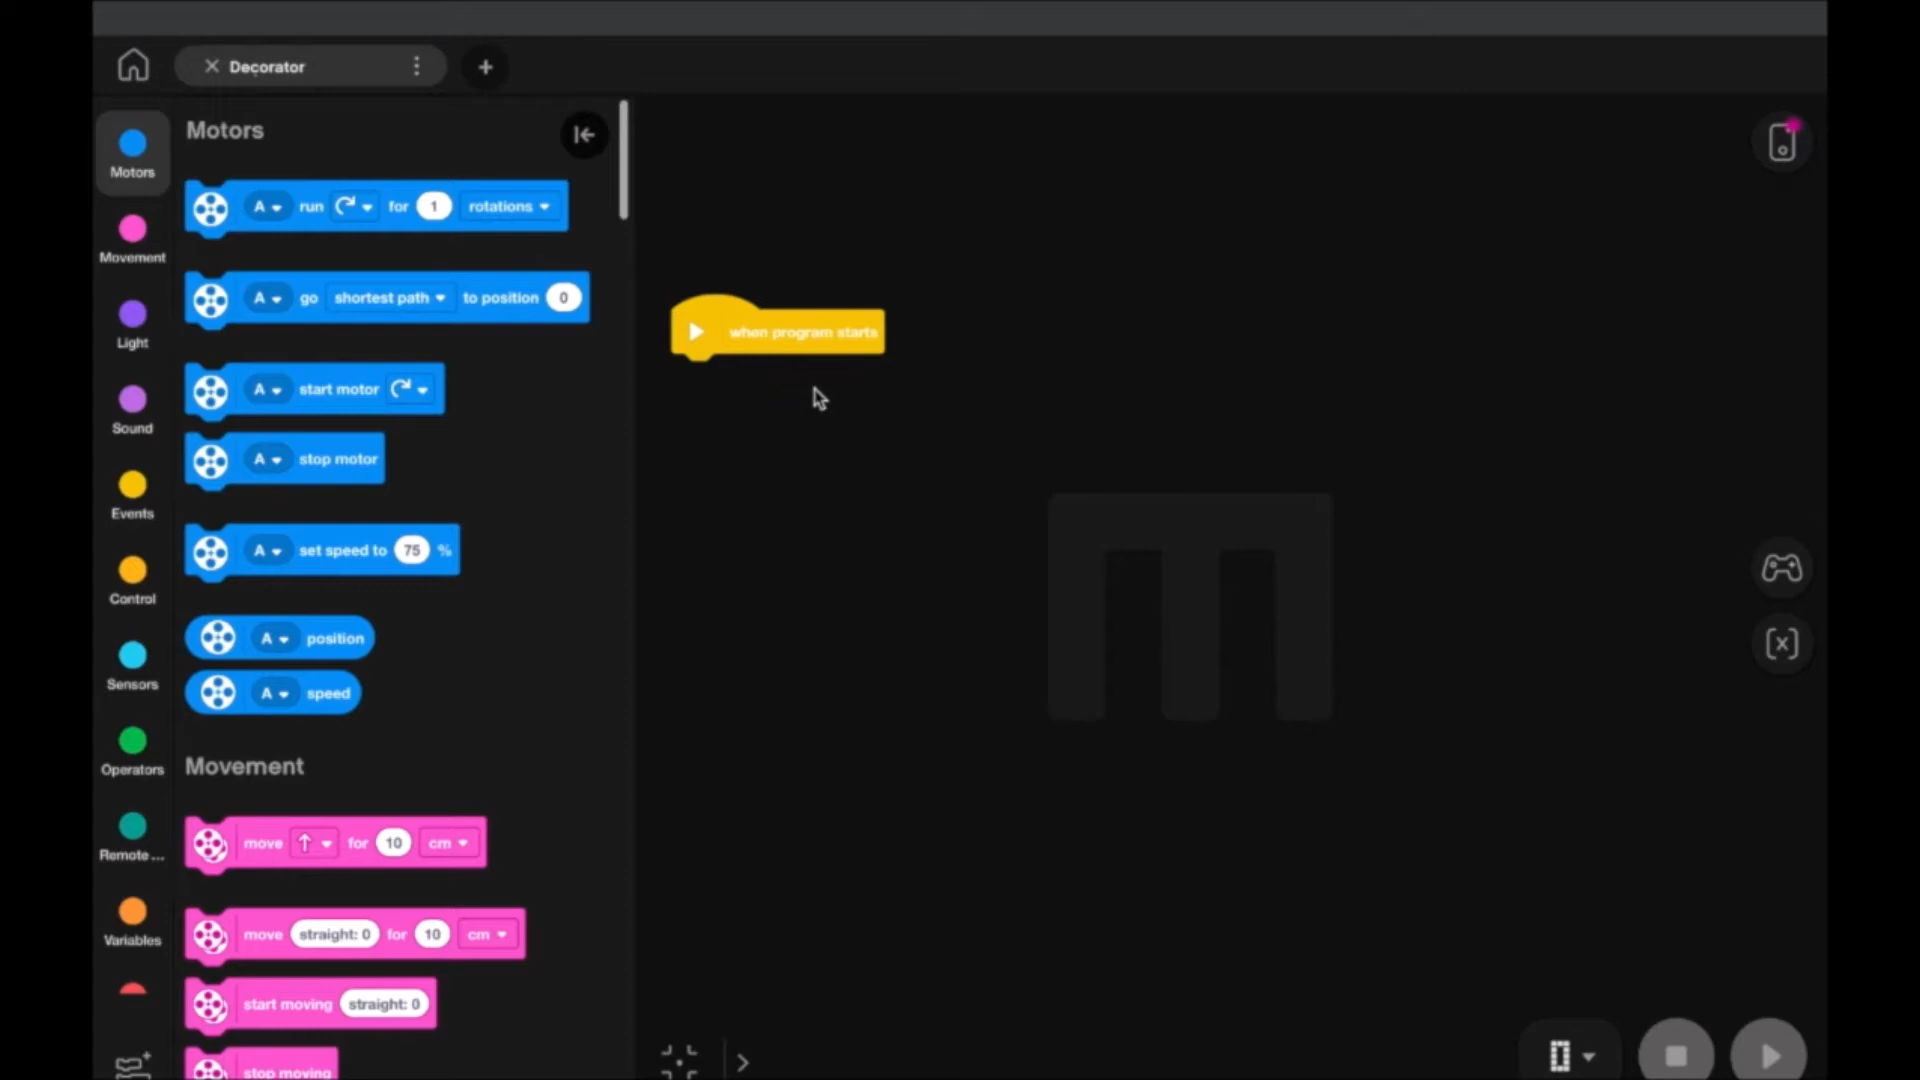 Decorator
Motors
Motors
A run for 1 rotations
Movement
A go shortest path to position 0
Light
A start motor
Sound
A stop motor
when program starts
Events
A set speed to 75 %
Control
A position
Sensors
A speed
Operators
Movement
Remote ...
move for 10 cm
Variables
move straight: 0 for 10 cm
start moving straight: 0
stop moving